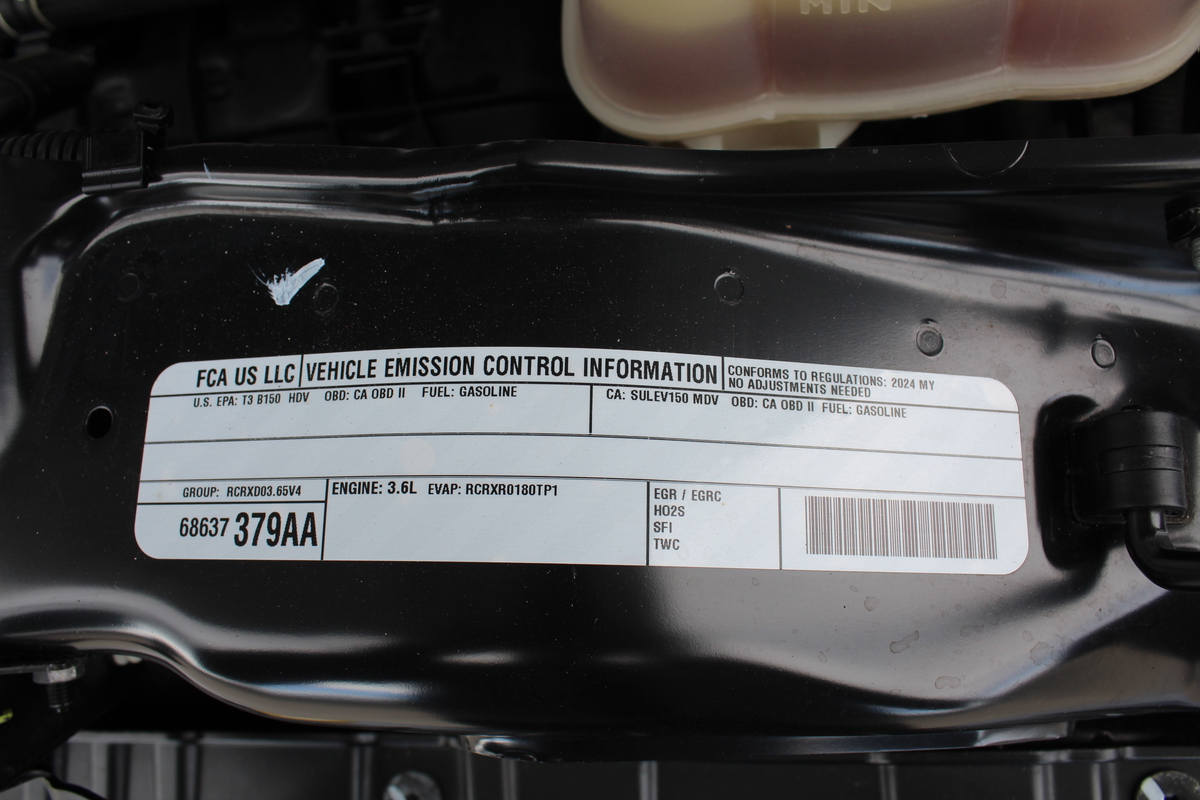 MIN
FCA US LLC VEHICLE EMISSION CONTROL INFORMATION
CONFORMS TO REGULATIONS: 2024 MY
NO ADJUSTMENTS NEEDED
U.S. EPA: T3 B150 HDV OBD: CA OBD II FUEL: GASOLINE
CA: SULEV150 MDV OBD: CA OBD II FUEL: GASOLINE
GROUP: RCRXD03.65V4
68637 379AA
ENGINE: 3.6L EVAP: RCRXR0180TP1
EGR / EGRC
HO2S
SFI
TWC